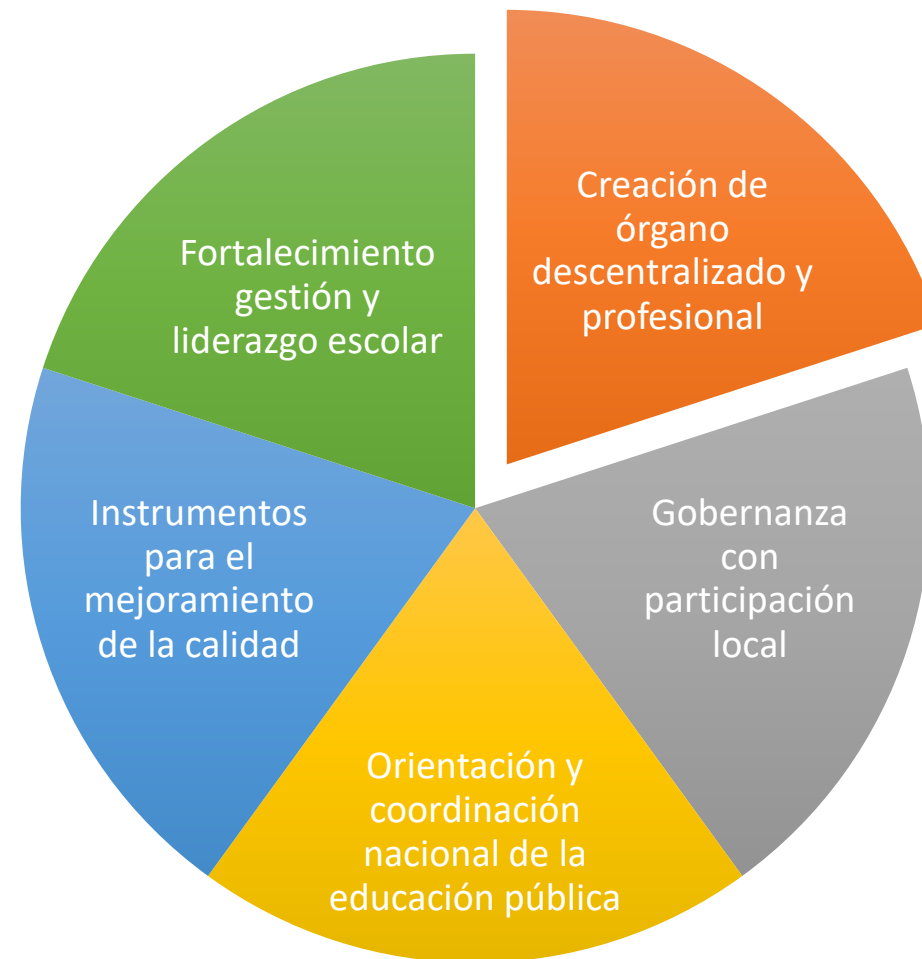 Creación de
órgano
descentralizado y
profesional
Gobernanza
con
participación
local
Orientación y
coordinación
nacional de la
educación pública
Instrumentos
para el
mejoramiento
de la calidad
Fortalecimiento
gestión y
liderazgo escolar